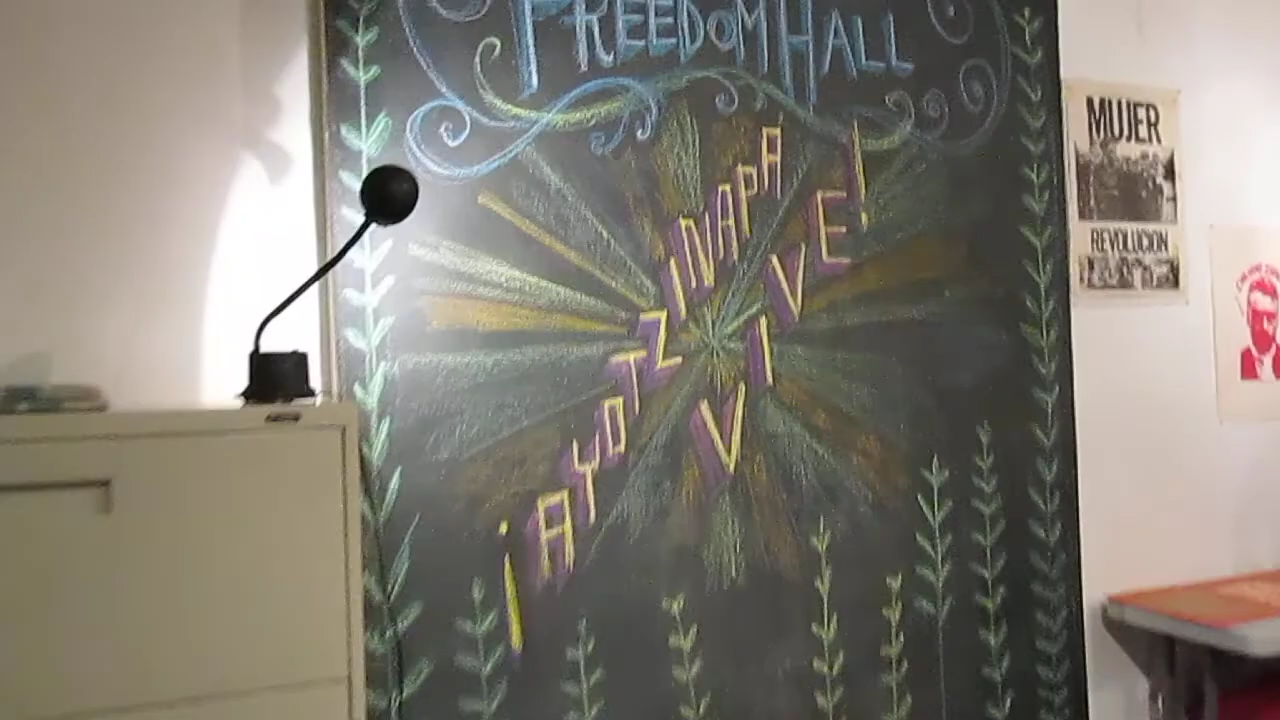 FREEDOM HALL
¡AYOTZINAPA
VIVE!
MUJER
REVOLUCION